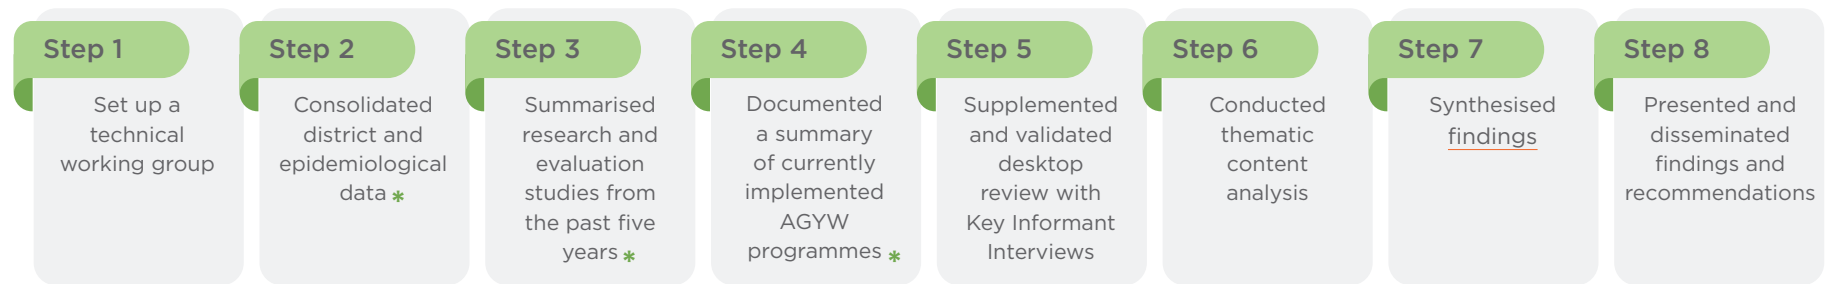 Step 1
Set up a
technical
working group
Step 2
Consolidated
district and
epidemiological
data *
Step 3
Summarised
research and
evaluation
studies from
the past five
years *
Step 4
Documented
a summary
of currently
implemented
AGYW
programmes *
Step 5
Supplemented
and validated
desktop
review with
Key Informant
Interviews
Step 6
Conducted
thematic
content
analysis
Step 7
Synthesised
findings
Step 8
Presented and
disseminated
findings and
recommendations